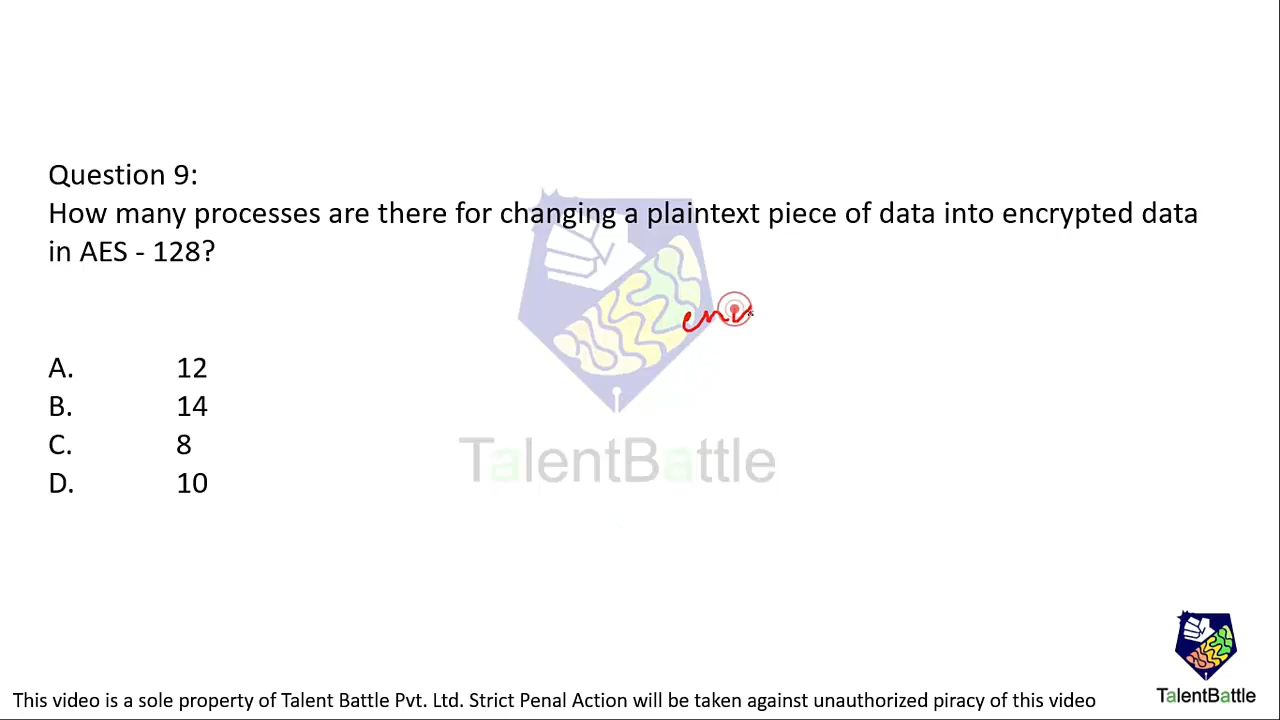 Question 9:
How many processes are there for changing a plaintext piece of data into encrypted data
in AES - 128?
A. 12
B. 14
C. 8
D. 10
TalentBattle
TalentBattle
This video is a sole property of Talent Battle Pvt. Ltd. Strict Penal Action will be taken against unauthorized piracy of this video